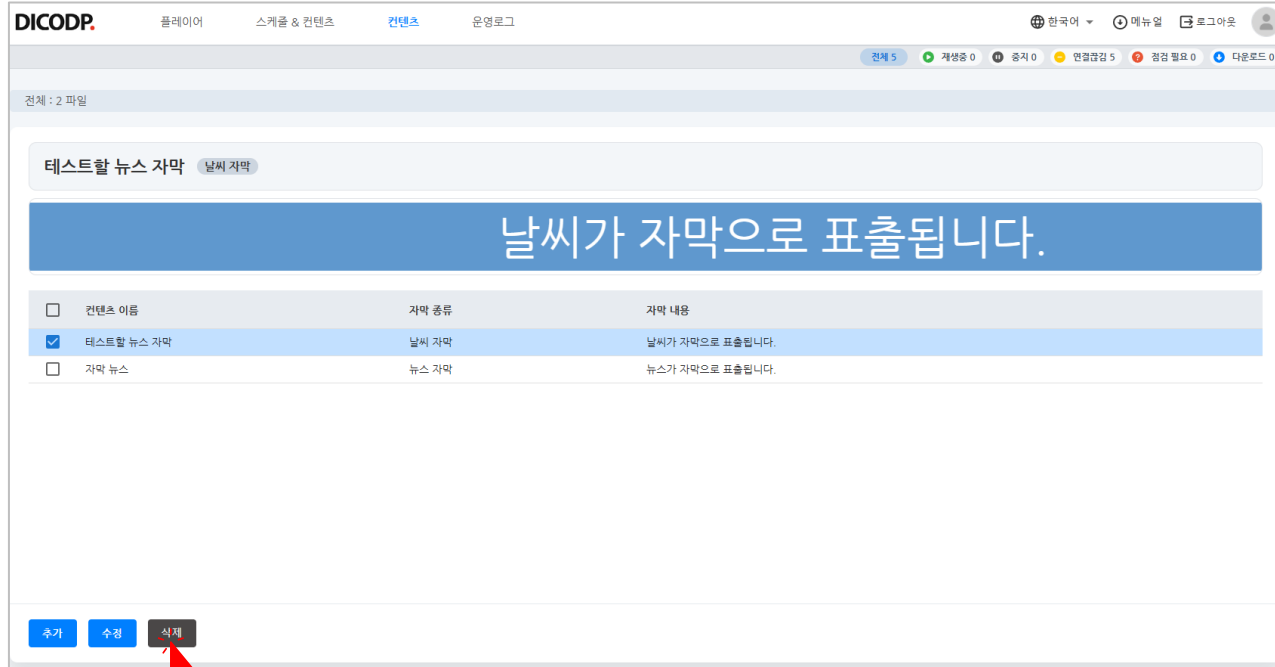 DICODP. 플레이어 스케줄 & 컨텐츠 컨텐츠 운영로그 한국어 메뉴얼 로그아웃
전체 5 재생중 0 중지 0 연결끊김 5 점검 필요 0 다운로드 0
전체 : 2 파일
테스트할 뉴스 자막 날씨 자막
날씨가 자막으로 표출됩니다.
컨텐츠 이름 자막 종류 자막 내용
테스트할 뉴스 자막 날씨 자막 날씨가 자막으로 표출됩니다.
자막 뉴스 뉴스 자막 뉴스가 자막으로 표출됩니다.
추가 수정 삭제